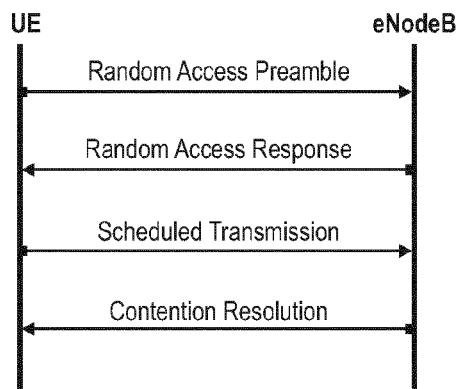 UE
eNodeB
Random Access Preamble
Random Access Response
Scheduled Transmission
Contention Resolution